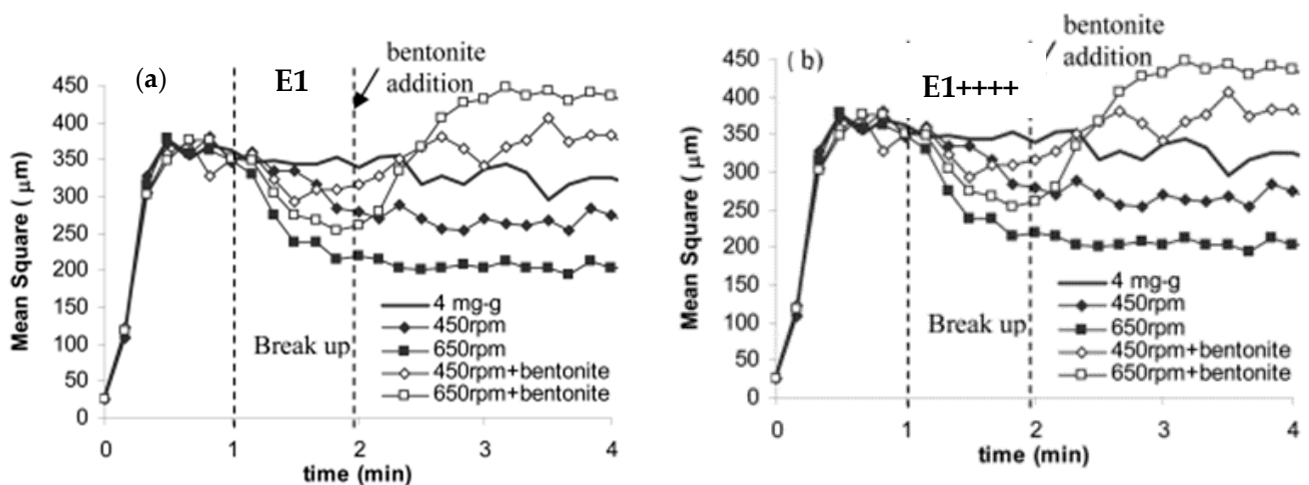 (a)
E1
bentonite
addition
Mean Square ( μm)
450
400
350
300
250
200
150
100
50
0
Break up
4 mg-g
450rpm
650rpm
450rpm+bentonite
650rpm+bentonite
0 1 2 3 4
time (min)
(b)
E1++++
bentonite
addition
Mean Square ( μm)
450
400
350
300
250
200
150
100
50
0
Break up
4 mg-g
450rpm
650rpm
450rpm+bentonite
650rpm+bentonite
0 1 2 3 4
time (min)